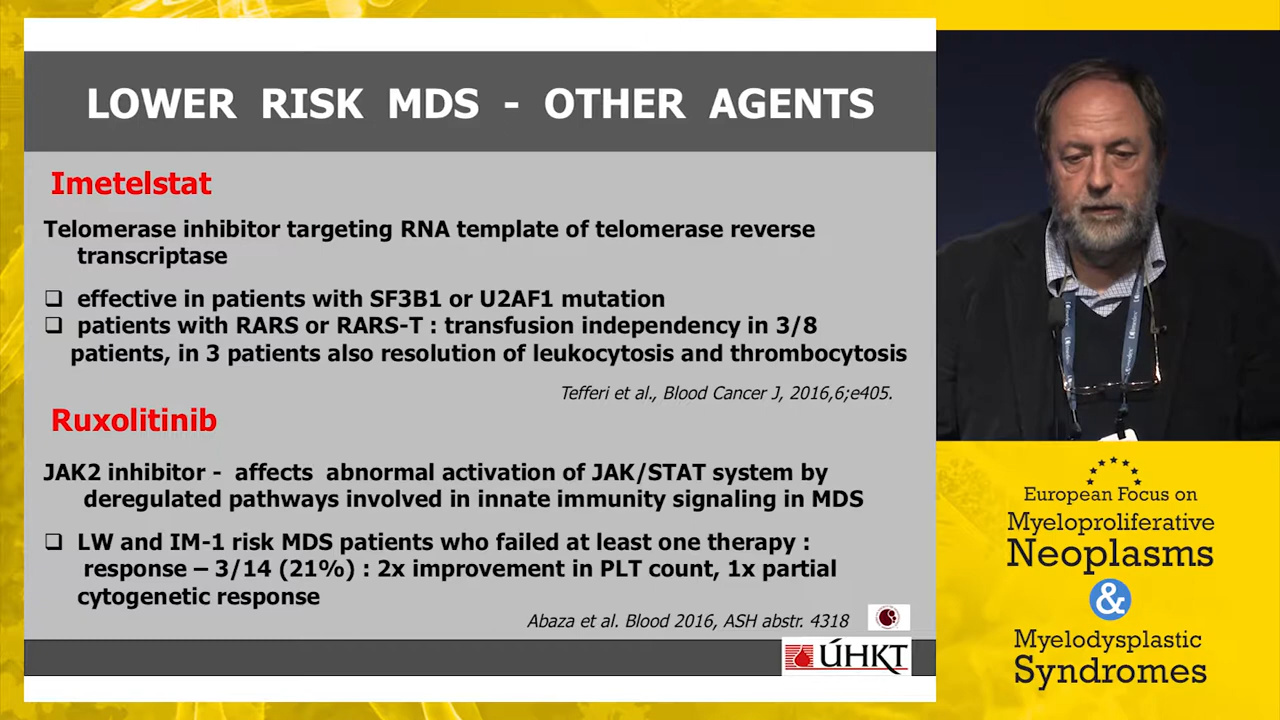 LOWER RISK MDS - OTHER AGENTS
Imetelstat
Telomerase inhibitor targeting RNA template of telomerase reverse
transcriptase
❑ effective in patients with SF3B1 or U2AF1 mutation
❑ patients with RARS or RARS-T : transfusion independency in 3/8
patients, in 3 patients also resolution of leukocytosis and thrombocytosis
Tefferi et al., Blood Cancer J, 2016,6;e405.
Ruxolitinib
JAK2 inhibitor - affects abnormal activation of JAK/STAT system by
deregulated pathways involved in innate immunity signaling in MDS
❑ LW and IM-1 risk MDS patients who failed at least one therapy :
response – 3/14 (21%) : 2x improvement in PLT count, 1x partial
cytogenetic response
Abaza et al. Blood 2016, ASH abstr. 4318
ÚHKT
European Focus on
Myeloproliferative
Neoplasms
&
Myelodysplastic
Syndromes